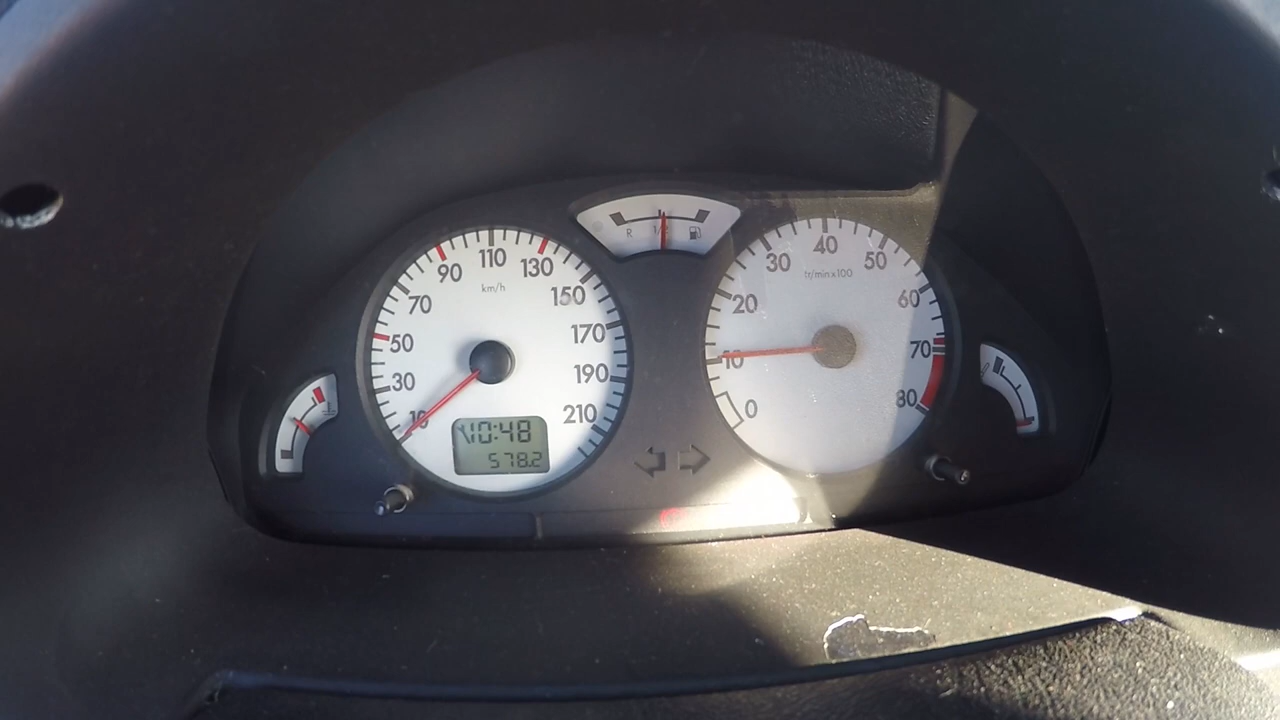 R 1/2
10 30 50 70 90 110 130 150 170 190 210
km/h
10:48
578.2
0 10 20 30 40 50 60 70 80
tr/min x100